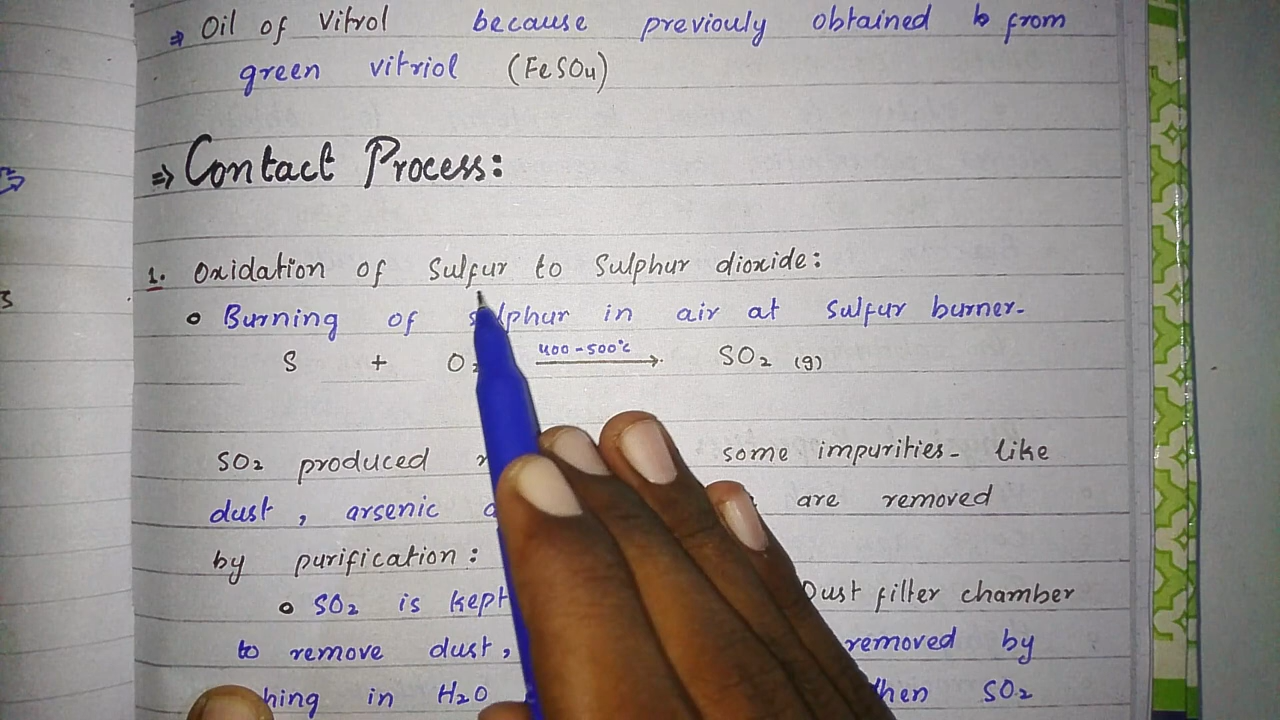 ⇒ Oil of Vitrol because previouly obtained from
green vitriol (FeSO4)
⇒ Contact Process:
1. Oxidation of Sulfur to Sulphur dioxide:
Burning of sulphur in air at sulfur burner.
S + O2 400-500°C → SO2 (g)
SO2 produced some impurities like
dust, arsenic are removed
by purification:
SO2 is kept Dust filter chamber
to remove dust, removed by
in H2O then SO2